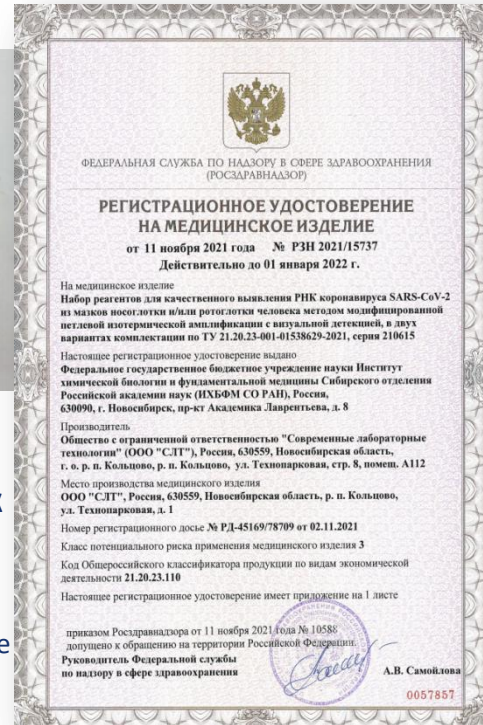 ФЕДЕРАЛЬНАЯ СЛУЖБА ПО НАДЗОРУ В СФЕРЕ ЗДРАВООХРАНЕНИЯ
(РОСЗДРАВНАДЗОР)
РЕГИСТРАЦИОННОЕ УДОСТОВЕРЕНИЕ
НА МЕДИЦИНСКОЕ ИЗДЕЛИЕ
от 11 ноября 2021 года № РЗН 2021/15737
Действительно до 01 января 2022 г.
На медицинское изделие
Набор реагентов для качественного выявления РНК коронавируса SARS-CoV-2
из мазков носоглотки и/или ротоглотки человека методом модифицированной
петлевой изотермической амплификации с визуальной детекцией, в двух
вариантах комплектации по ТУ 21.20.23-001-01538629-2021, серия 210615
Настоящее регистрационное удостоверение выдано
Федеральное государственное бюджетное учреждение науки Институт
химической биологии и фундаментальной медицины Сибирского отделения
Российской академии наук (ИХБФМ СО РАН), Россия,
630090, г. Новосибирск, пр-кт Академика Лаврентьева, д. 8
Производитель
Общество с ограниченной ответственностью "Современные лабораторные
технологии" (ООО "СЛТ"), Россия, 630559, Новосибирская область,
г. о. р. п. Кольцово, р. п. Кольцово, ул. Технопарковая, стр. 8, помещ. А112
Место производства медицинского изделия
ООО "СЛТ", Россия, 630559, Новосибирская область, р. п. Кольцово,
ул. Технопарковая, д. 1
Номер регистрационного досье № РД-45169/78709 от 02.11.2021
Класс потенциального риска применения медицинского изделия 3
Код Общероссийского классификатора продукции по видам экономической
деятельности 21.20.23.110
Настоящее регистрационное удостоверение имеет приложение на 1 листе
приказом Росздравнадзора от 11 ноября 2021 года № 10588
допущено к обращению на территории Российской Федерации.
Руководитель Федеральной службы
по надзору в сфере здравоохранения
А.В. Самойлова
0057857